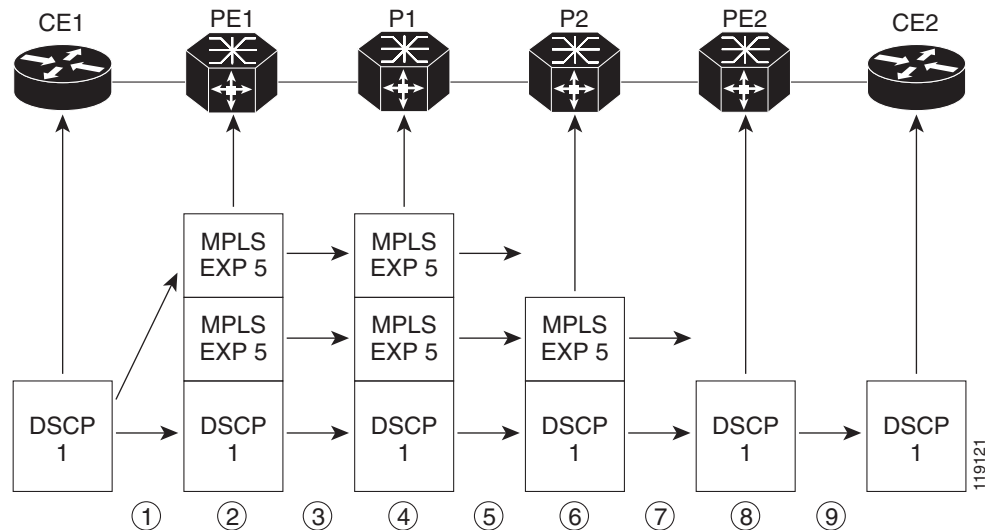 CE1 PE1 P1 P2 PE2 CE2
MPLS
EXP 5
MPLS
EXP 5
MPLS
EXP 5
MPLS
EXP 5
MPLS
EXP 5
DSCP
1
DSCP
1
DSCP
1
DSCP
1
DSCP
1
DSCP
1
119121
1 2 3 4 5 6 7 8 9